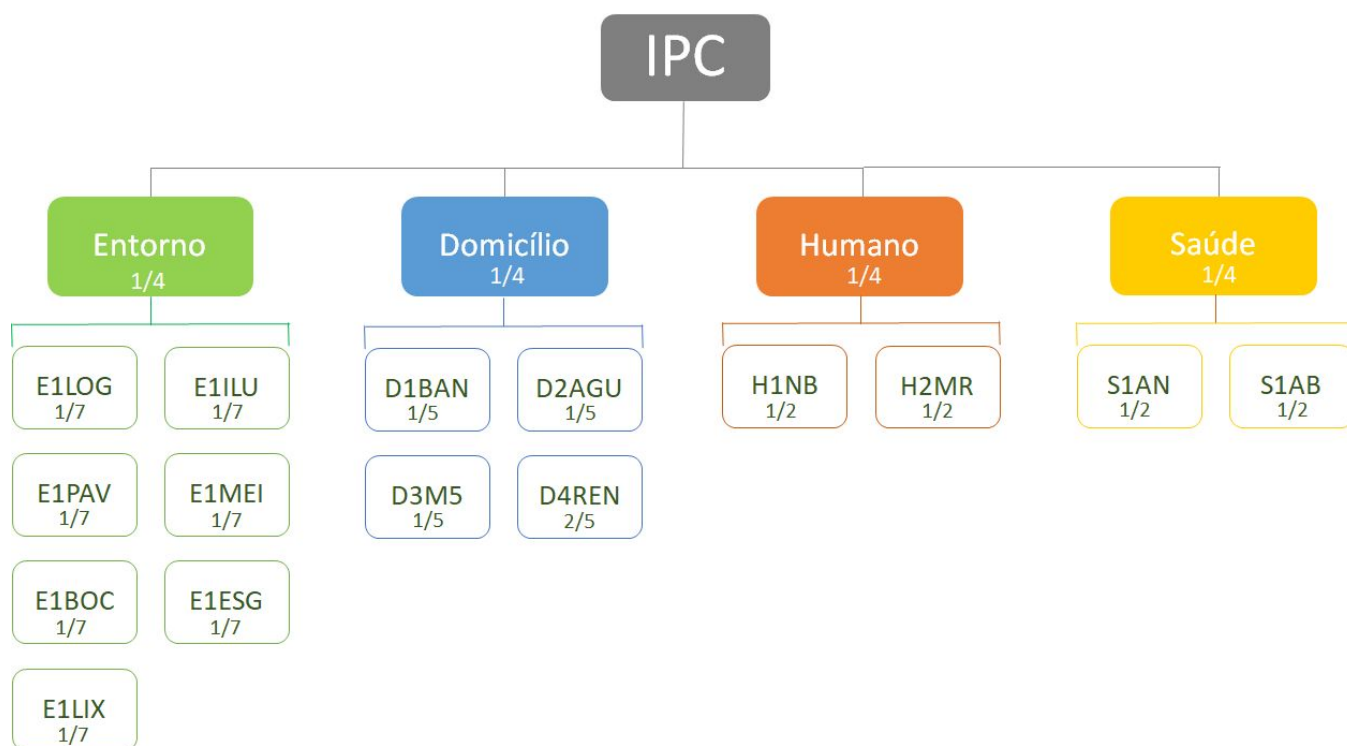 IPC
Entorno
1/4
Domicílio
1/4
Humano
1/4
Saúde
1/4
E1LOG
1/7
E1ILU
1/7
D1BAN
1/5
D2AGU
1/5
H1NB
1/2
H2MR
1/2
S1AN
1/2
S1AB
1/2
E1PAV
1/7
E1MEI
1/7
D3M5
1/5
D4REN
2/5
E1BOC
1/7
E1ESG
1/7
E1LIX
1/7